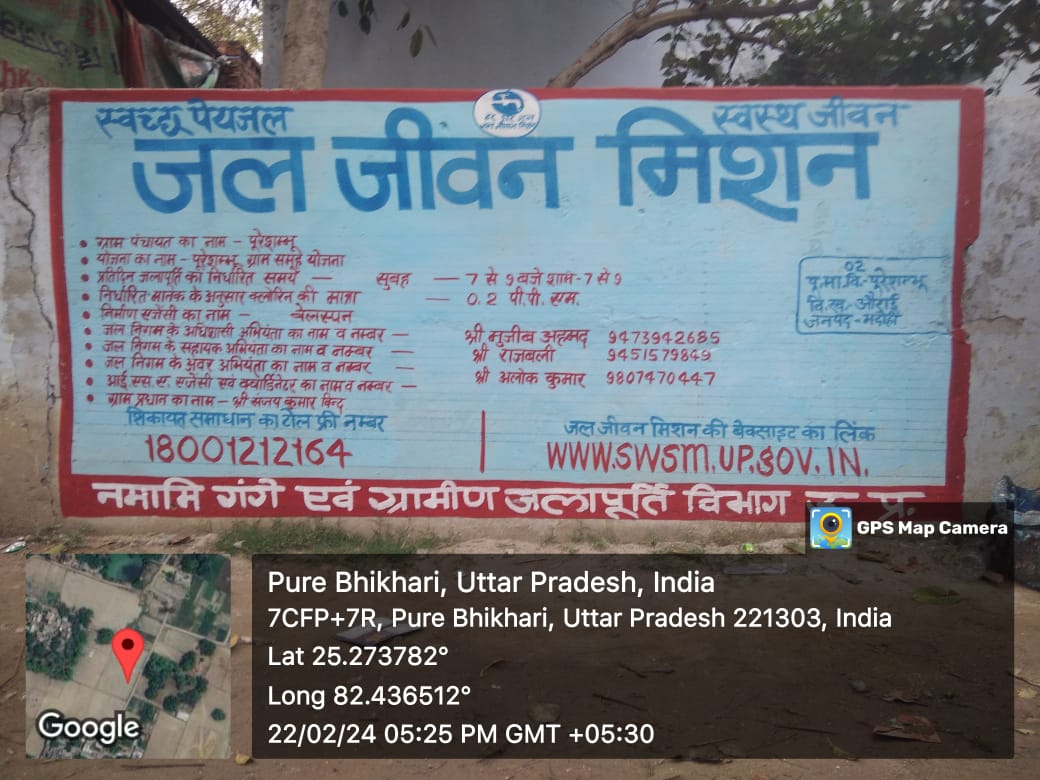 स्वच्छ पेयजल
स्वस्थ जीवन
जल जीवन मिशन
ग्राम पंचायत का नाम - पूरेशम्भू
योजना का नाम - पूरेशम्भू ग्राम समूह योजना
प्रतिदिन जलापूर्ति का निर्धारित समय - सुबह - 7 से 9 बजे शाम - 7 से 9
निर्धारित मानक के अनुसार क्लोरिन की मात्रा - 0.2 पी.पी. एम.
निर्माण एजेंसी का नाम - वेलस्पन
जल निगम के अधिशासी अभियंता का नाम व नम्बर - श्री मुजीब अहमद 9473942685
जल निगम के सहायक अभियंता का नाम व नम्बर - श्री राजबली 9451579849
जल निगम के अवर अभियंता का नाम व नम्बर - श्री अलोक कुमार 9807470447
आई.एस.ए. एजेंसी एवं क्वार्डिनेटर का नाम व नम्बर -
ग्राम प्रधान का नाम - श्री संजय कुमार बिन्द
02
पू.मा.वि.- पूरेशम्भू
वि.ख.- औराई
जनपद - भदोही
शिकायत समाधान का टोल फ्री नम्बर
18001212164
जल जीवन मिशन की वेबसाइट का लिंक
WWW.SWSM.UP.GOV.IN.
नमामि गंगे एवं ग्रामीण जलापूर्ति विभाग उ. प्र.
GPS Map Camera
Pure Bhikhari, Uttar Pradesh, India
7CFP+7R, Pure Bhikhari, Uttar Pradesh 221303, India
Lat 25.273782°
Long 82.436512°
22/02/24 05:25 PM GMT +05:30
Google